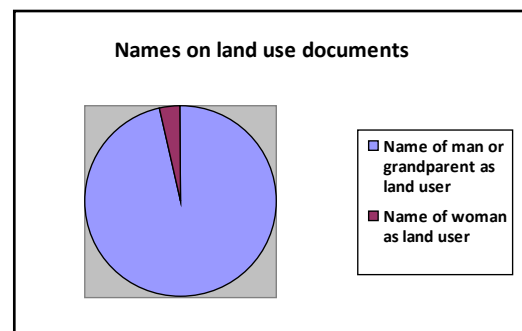 Names on land use documents
Name of man or
grandparent as
land user
Name of woman
as land user